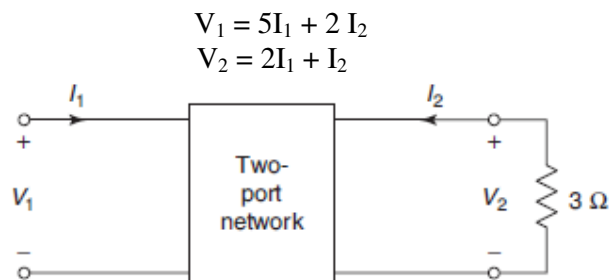 V₁ = 5I₁ + 2 I₂
V₂ = 2I₁ + I₂
I₁ I₂
+ +
Two-
port
network
V₁ V₂ 3 Ω
– –